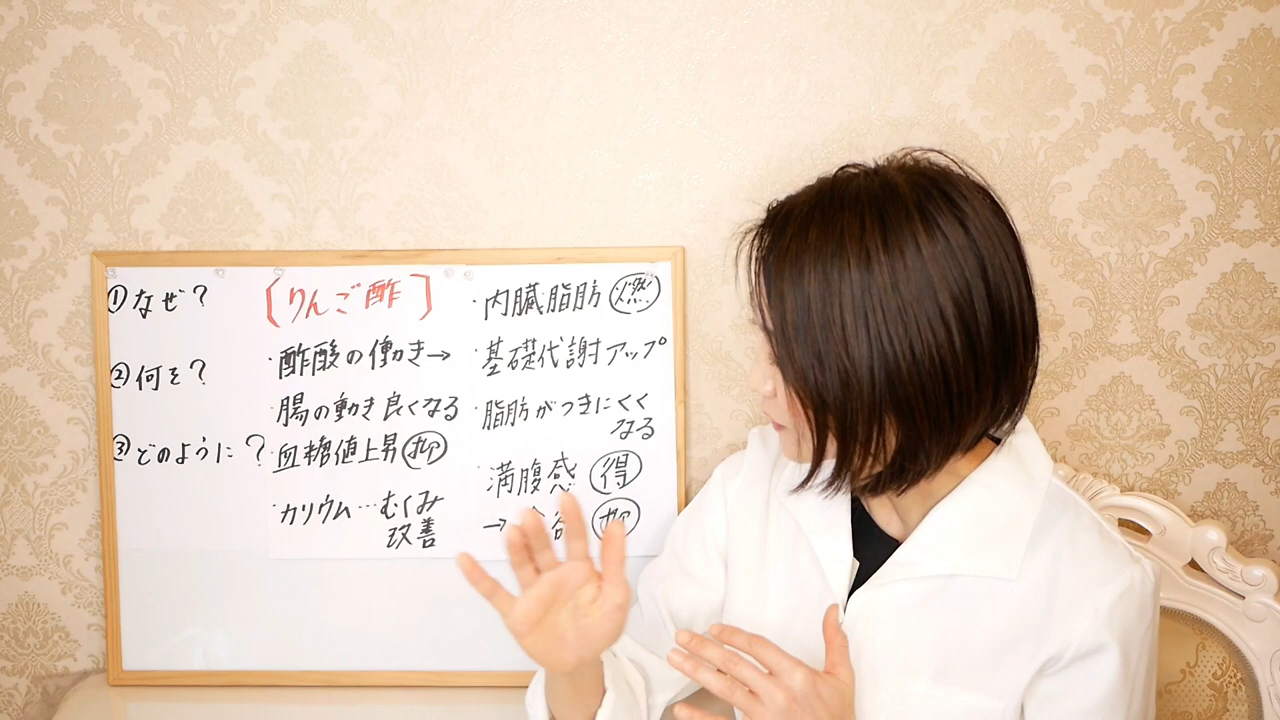 ①なぜ?
②何を?
③どのように?
[りんご酢]
・酢酸の働き→
・腸の動き良くなる
・血糖値上昇抑
・カリウム…むくみ
改善
・内臓脂肪燃
・基礎代謝アップ
・脂肪がつきにくく
なる
・満腹感得
→ 欲抑